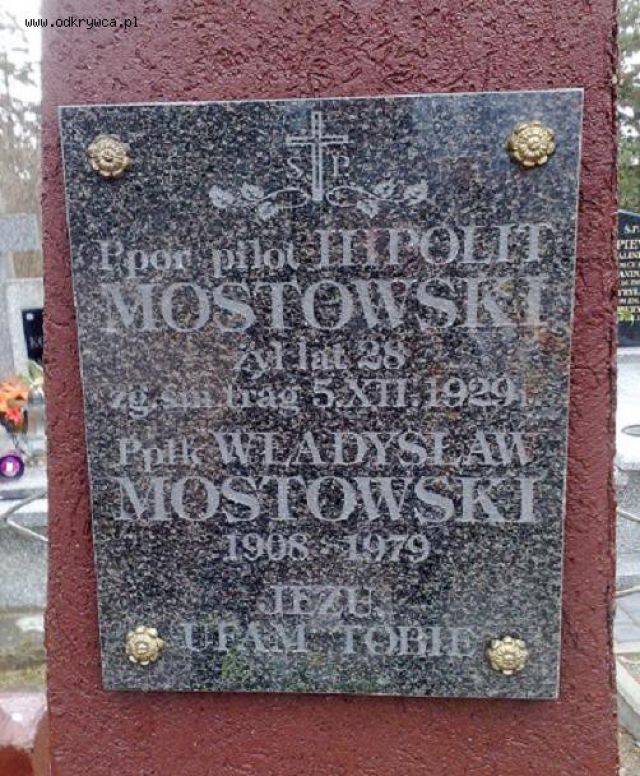 www.odkrywca.pl
Ś. P.
Ppor. pilot HIPOLIT
MOSTOWSKI
żył lat 28
zg. śm. trag 5.XII.1929 r.
Ppłk. WŁADYSŁAW
MOSTOWSKI
1908 - 1979
JEZU,
UFAM TOBIE